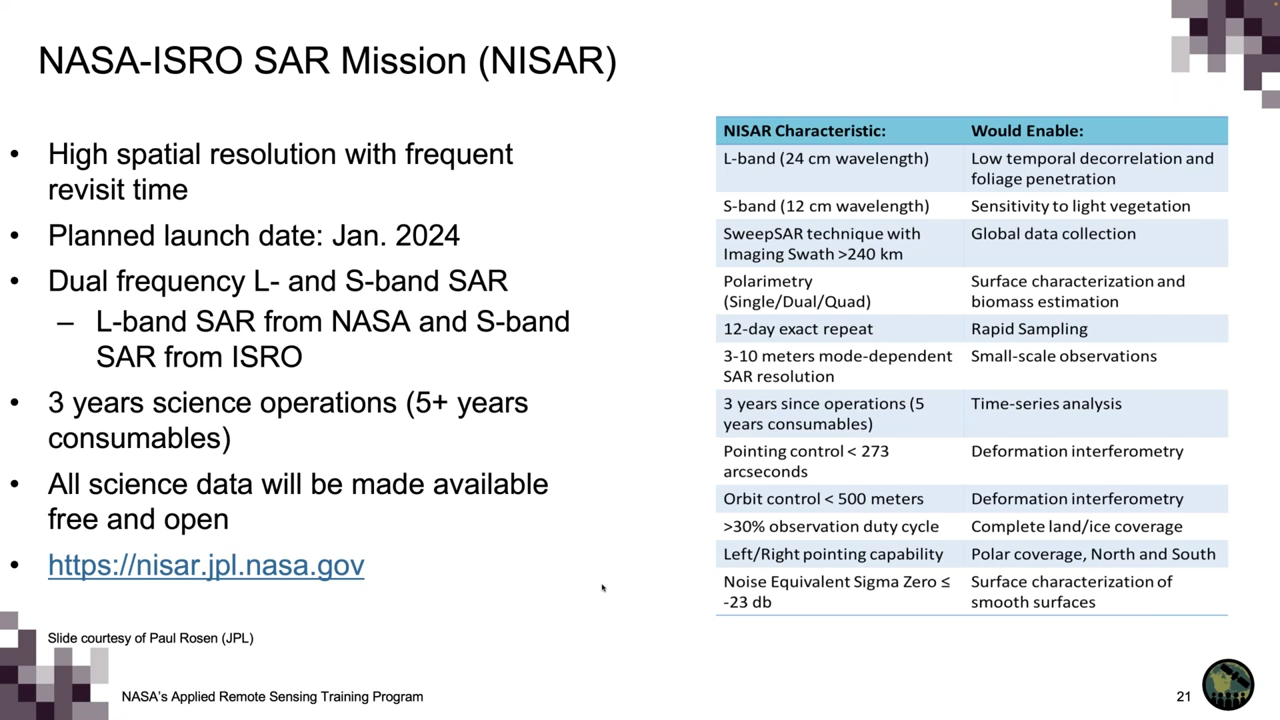 NASA-ISRO SAR Mission (NISAR)
• High spatial resolution with frequent
revisit time
• Planned launch date: Jan. 2024
• Dual frequency L- and S-band SAR
– L-band SAR from NASA and S-band
SAR from ISRO
• 3 years science operations (5+ years
consumables)
• All science data will be made available
free and open
• https://nisar.jpl.nasa.gov
NISAR Characteristic: Would Enable:
L-band (24 cm wavelength) Low temporal decorrelation and
foliage penetration
S-band (12 cm wavelength) Sensitivity to light vegetation
SweepSAR technique with Global data collection
Imaging Swath >240 km
Polarimetry Surface characterization and
(Single/Dual/Quad) biomass estimation
12-day exact repeat Rapid Sampling
3-10 meters mode-dependent Small-scale observations
SAR resolution
3 years since operations (5 Time-series analysis
years consumables)
Pointing control < 273 Deformation interferometry
arcseconds
Orbit control < 500 meters Deformation interferometry
>30% observation duty cycle Complete land/ice coverage
Left/Right pointing capability Polar coverage, North and South
Noise Equivalent Sigma Zero ≤ Surface characterization of
-23 db smooth surfaces
Slide courtesy of Paul Rosen (JPL)
NASA's Applied Remote Sensing Training Program
21